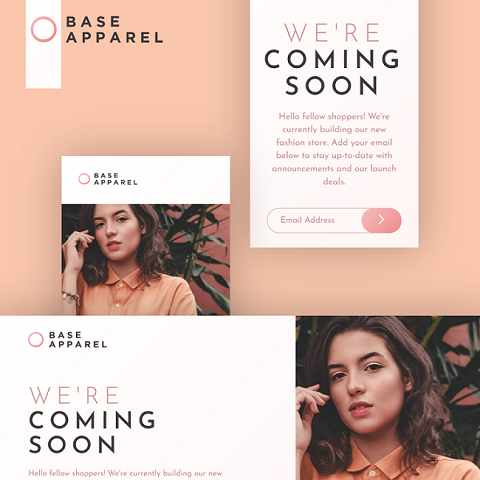 BASE
APPAREL
WE'RE
COMING
SOON
Hello fellow shoppers! We're
currently building our new
fashion store. Add your email
below to stay up-to-date with
announcements and our launch
deals.
Email Address
BASE
APPAREL
BASE
APPAREL
WE'RE
COMING
SOON
Hello fellow shoppers! We're currently building our new